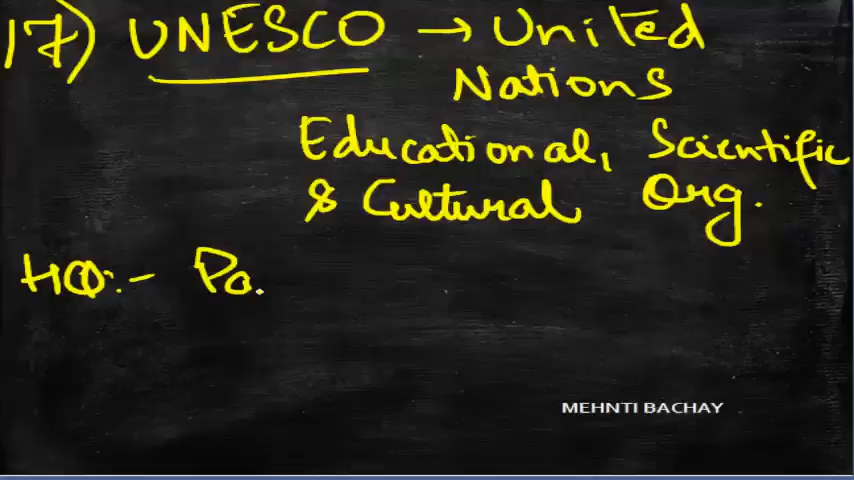 17) UNESCO → United
Nations
Educational, Scientific
& Cultural Org.
HQ:- Pa
MEHNTI BACHAY